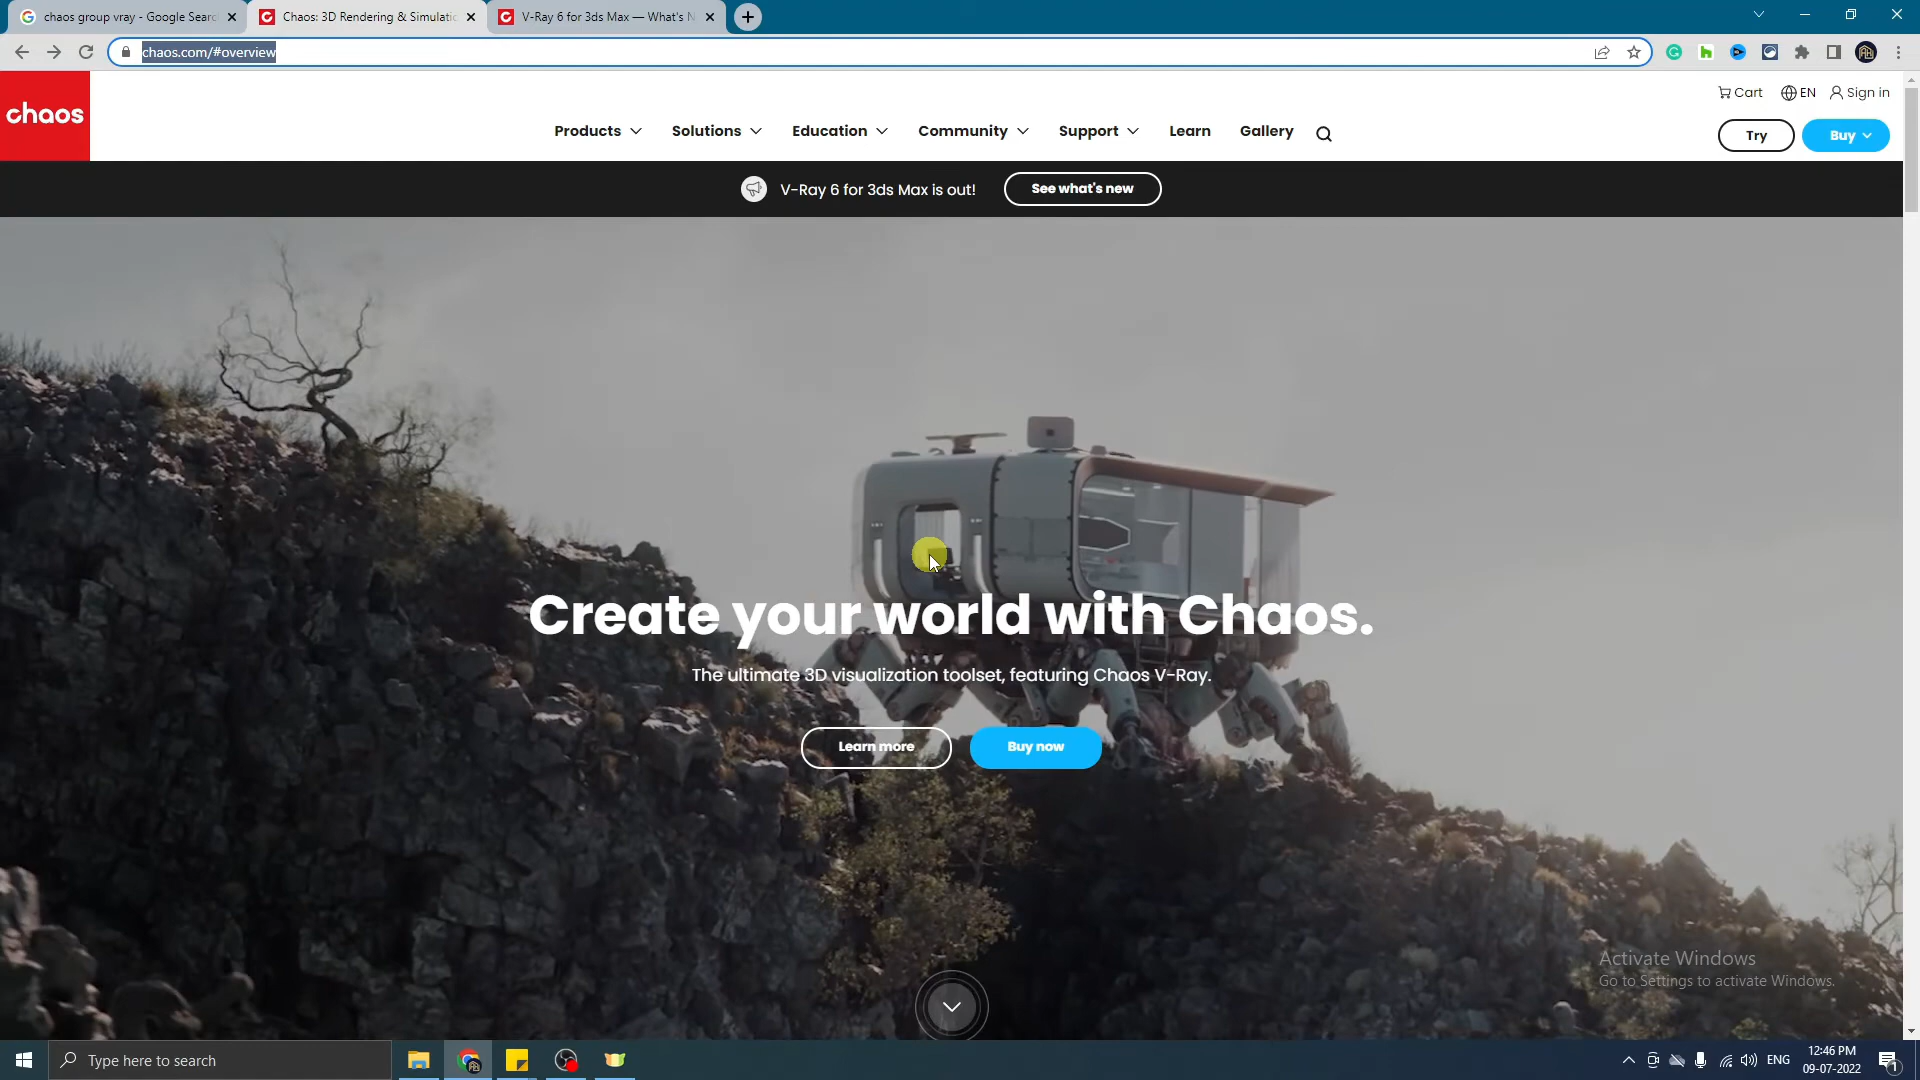 chaos group vray - Google Sear
Chaos: 3D Rendering & Simulatio
V-Ray 6 for 3ds Max — What's N
chaos.com/#overview
chaos
Cart
EN
Sign in
Products
Solutions
Education
Community
Support
Learn
Gallery
Try
Buy
V-Ray 6 for 3ds Max is out!
See what's new
Create your world with Chaos.
The ultimate 3D visualization toolset, featuring Chaos V-Ray.
Learn more
Buy now
Activate Windows
Go to Settings to activate Windows.
Type here to search
ENG
12:46 PM
09-07-2022
1